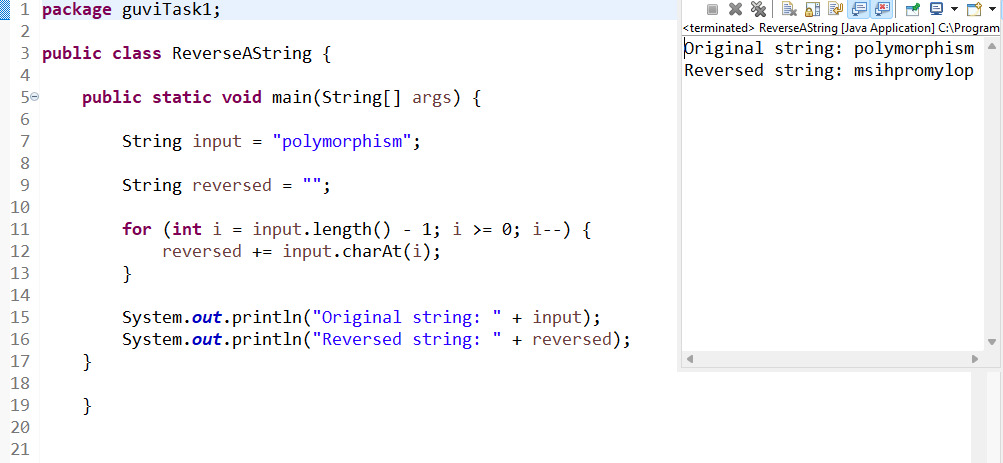 1 package guviTask1;
2
3 public class ReverseAString {
4
5     public static void main(String[] args) {
6
7         String input = "polymorphism";
8
9         String reversed = "";
10
11         for (int i = input.length() - 1; i >= 0; i--) {
12             reversed += input.charAt(i);
13         }
14
15         System.out.println("Original string: " + input);
16         System.out.println("Reversed string: " + reversed);
17     }
18
19     }
20
21
<terminated> ReverseAString [Java Application] C:\Program
Original string: polymorphism
Reversed string: msihpromylop